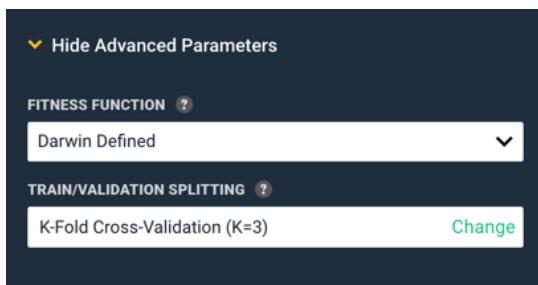 Hide Advanced Parameters
FITNESS FUNCTION ?
Darwin Defined
TRAIN/VALIDATION SPLITTING ?
K-Fold Cross-Validation (K=3) Change